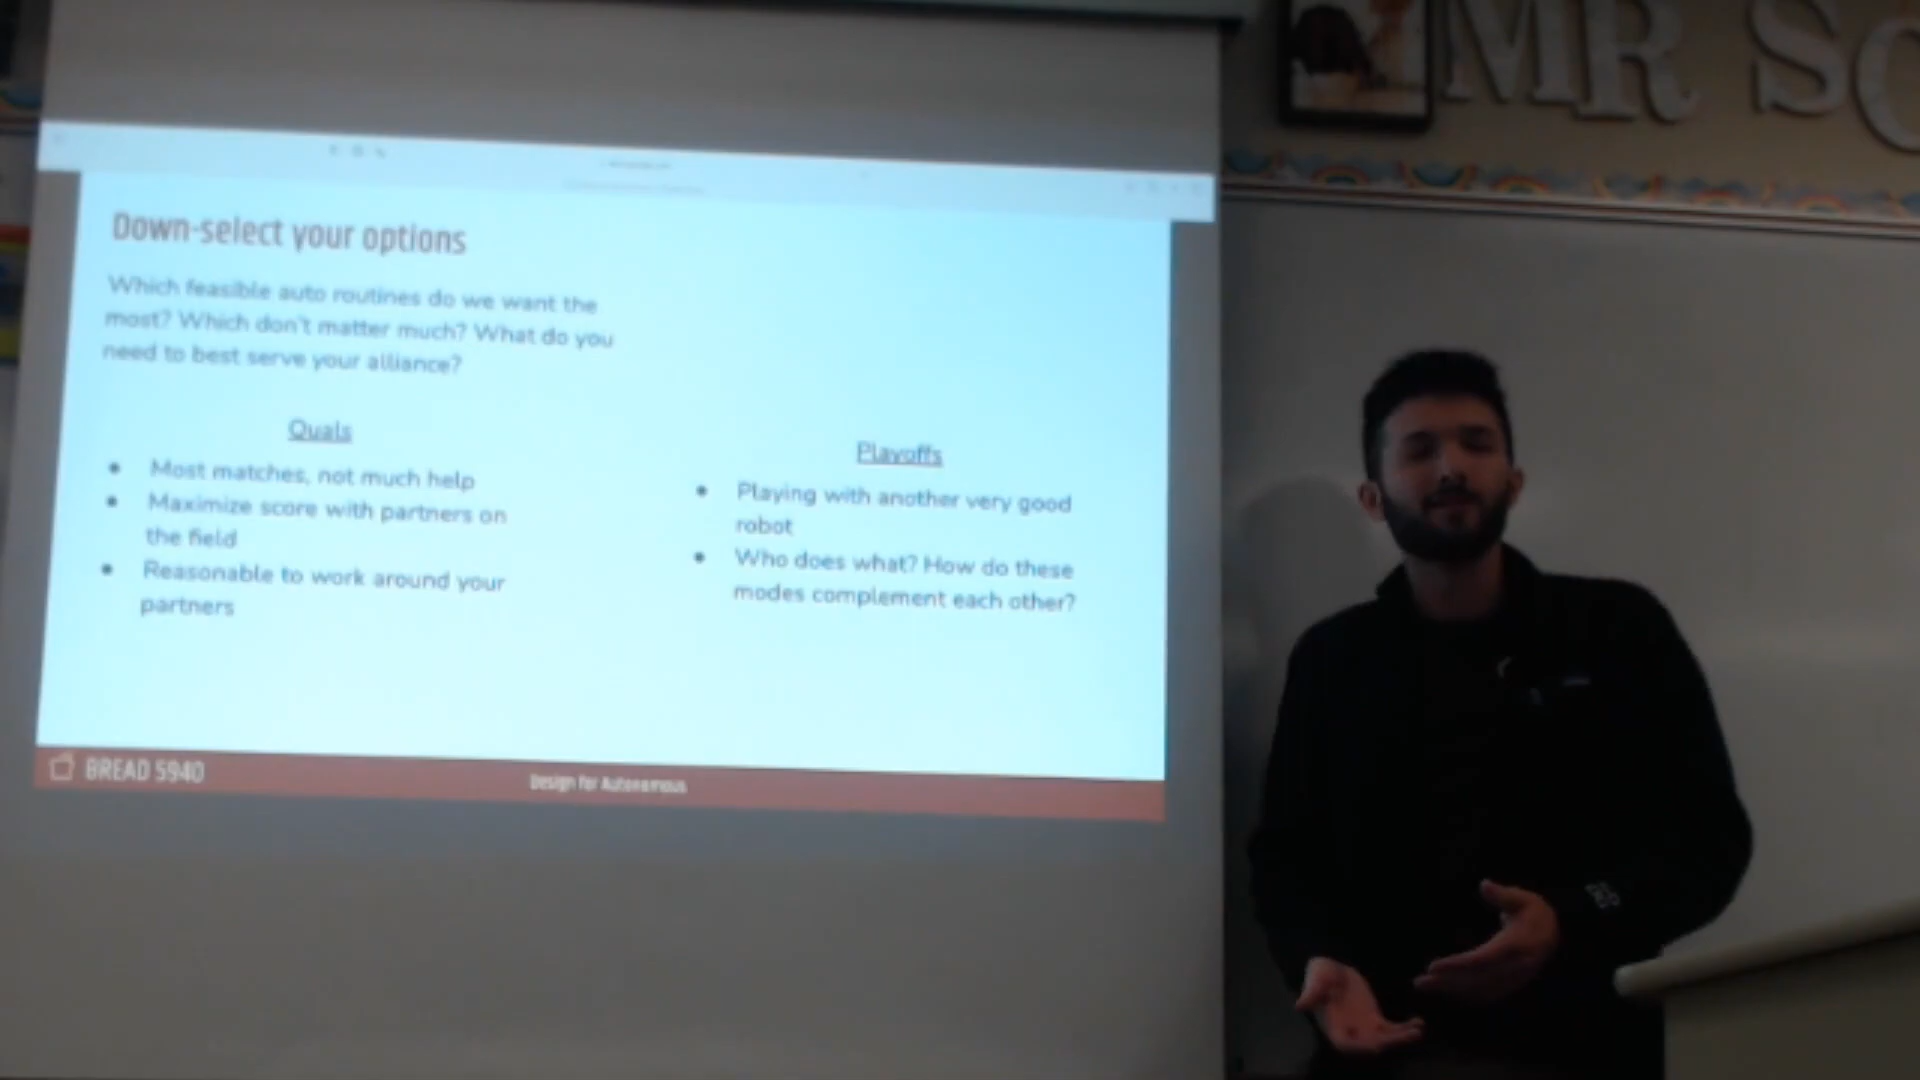 MR SC
Down-select your options
Which feasible auto routines do we want the
most? Which don't matter much? What do you
need to best serve your alliance?
Quals
• Most matches, not much help
• Maximize score with partners on
the field
• Reasonable to work around your
partners
Playoffs
• Playing with another very good
robot
• Who does what? How do these
modes complement each other?
BREAD 5940
Design for Autonomous